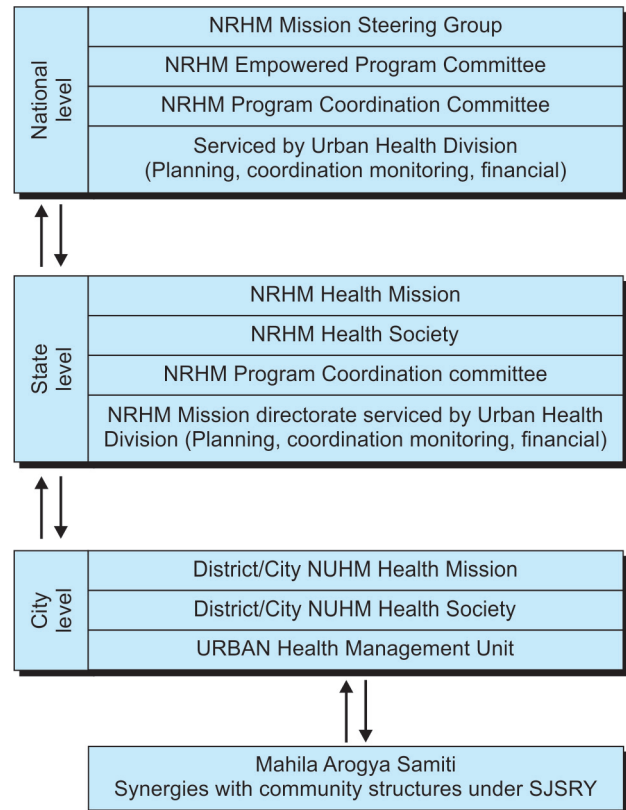 National
level
NRHM Mission Steering Group
NRHM Empowered Program Committee
NRHM Program Coordination Committee
Serviced by Urban Health Division
(Planning, coordination monitoring, financial)
State
level
NRHM Health Mission
NRHM Health Society
NRHM Program Coordination committee
NRHM Mission directorate serviced by Urban Health
Division (Planning, coordination monitoring, financial)
City
level
District/City NUHM Health Mission
District/City NUHM Health Society
URBAN Health Management Unit
Mahila Arogya Samiti
Synergies with community structures under SJSRY